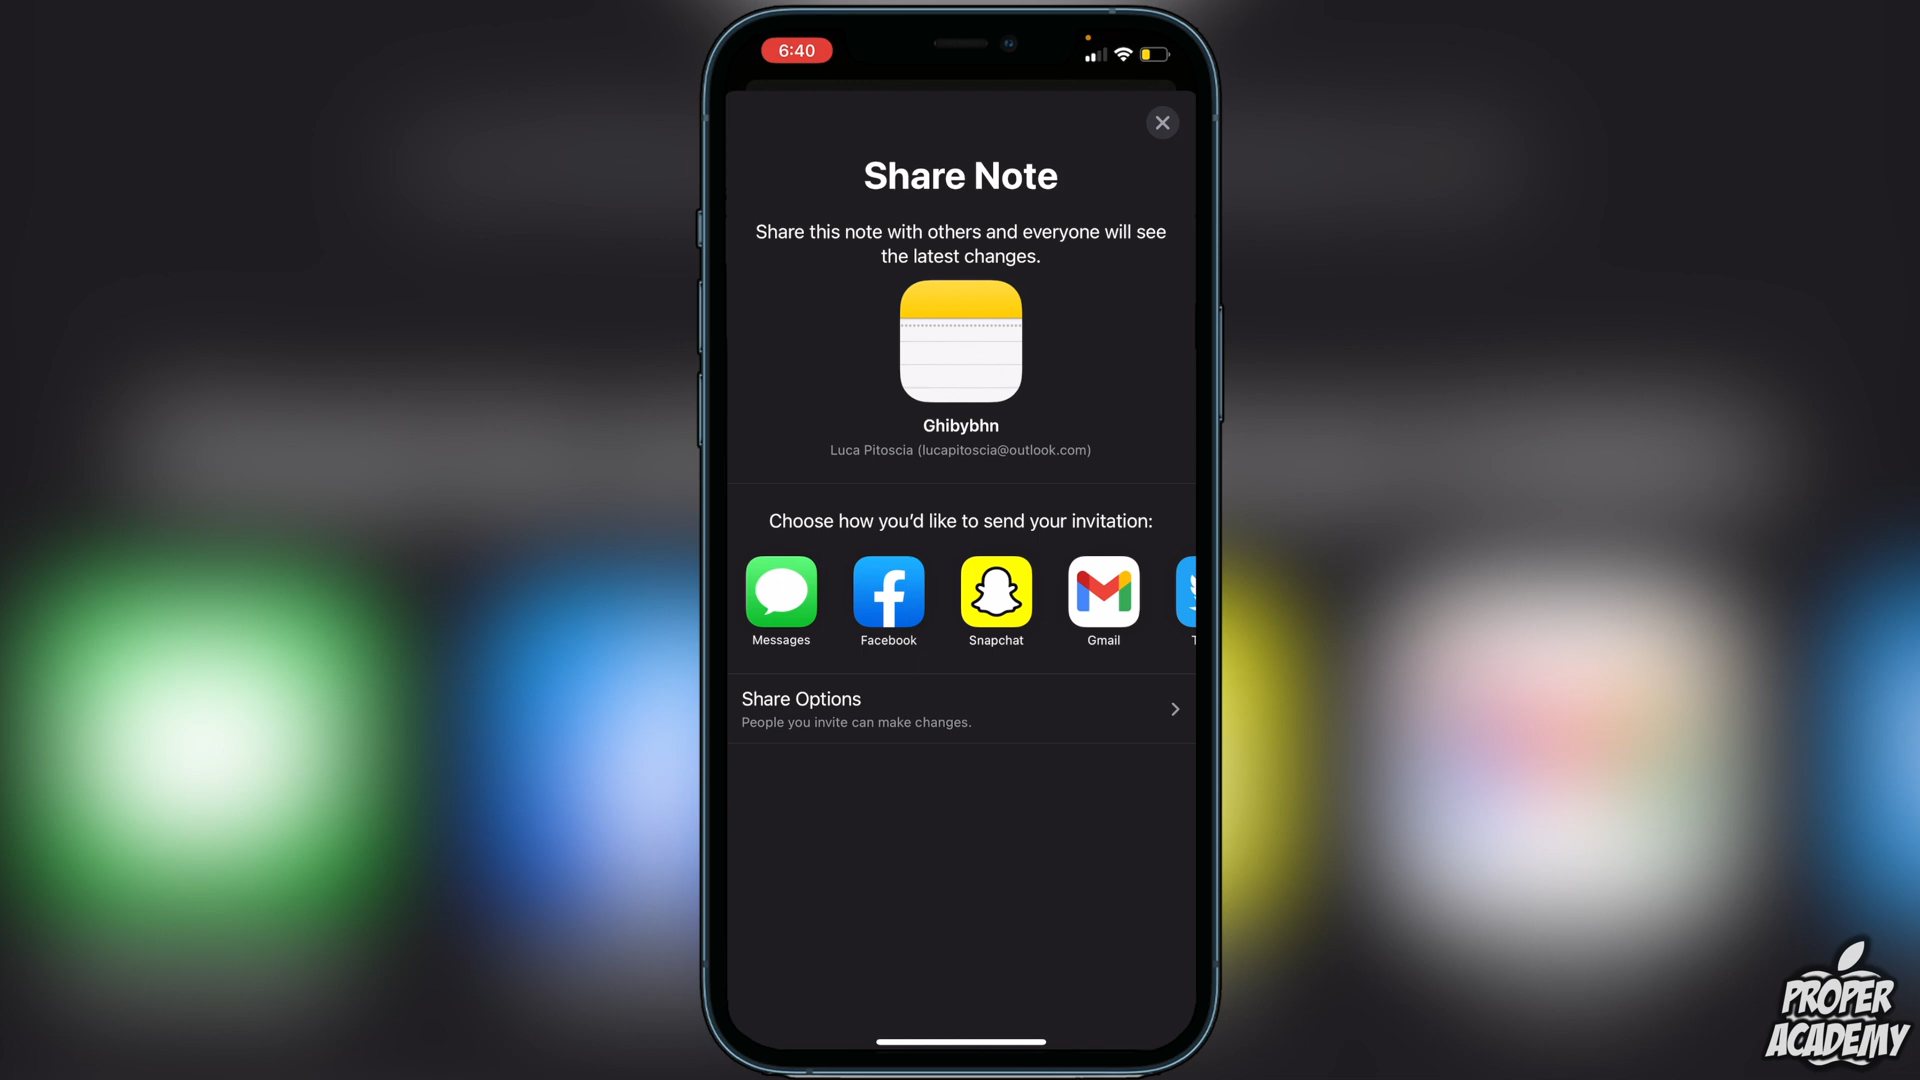 6:40
Share Note
Share this note with others and everyone will see
the latest changes.
Ghibybhn
Luca Pitoscia (lucapitoscia@outlook.com)
Choose how you’d like to send your invitation:
Messages
Facebook
Snapchat
Gmail
T
Share Options
People you invite can make changes.
PROPER
ACADEMY